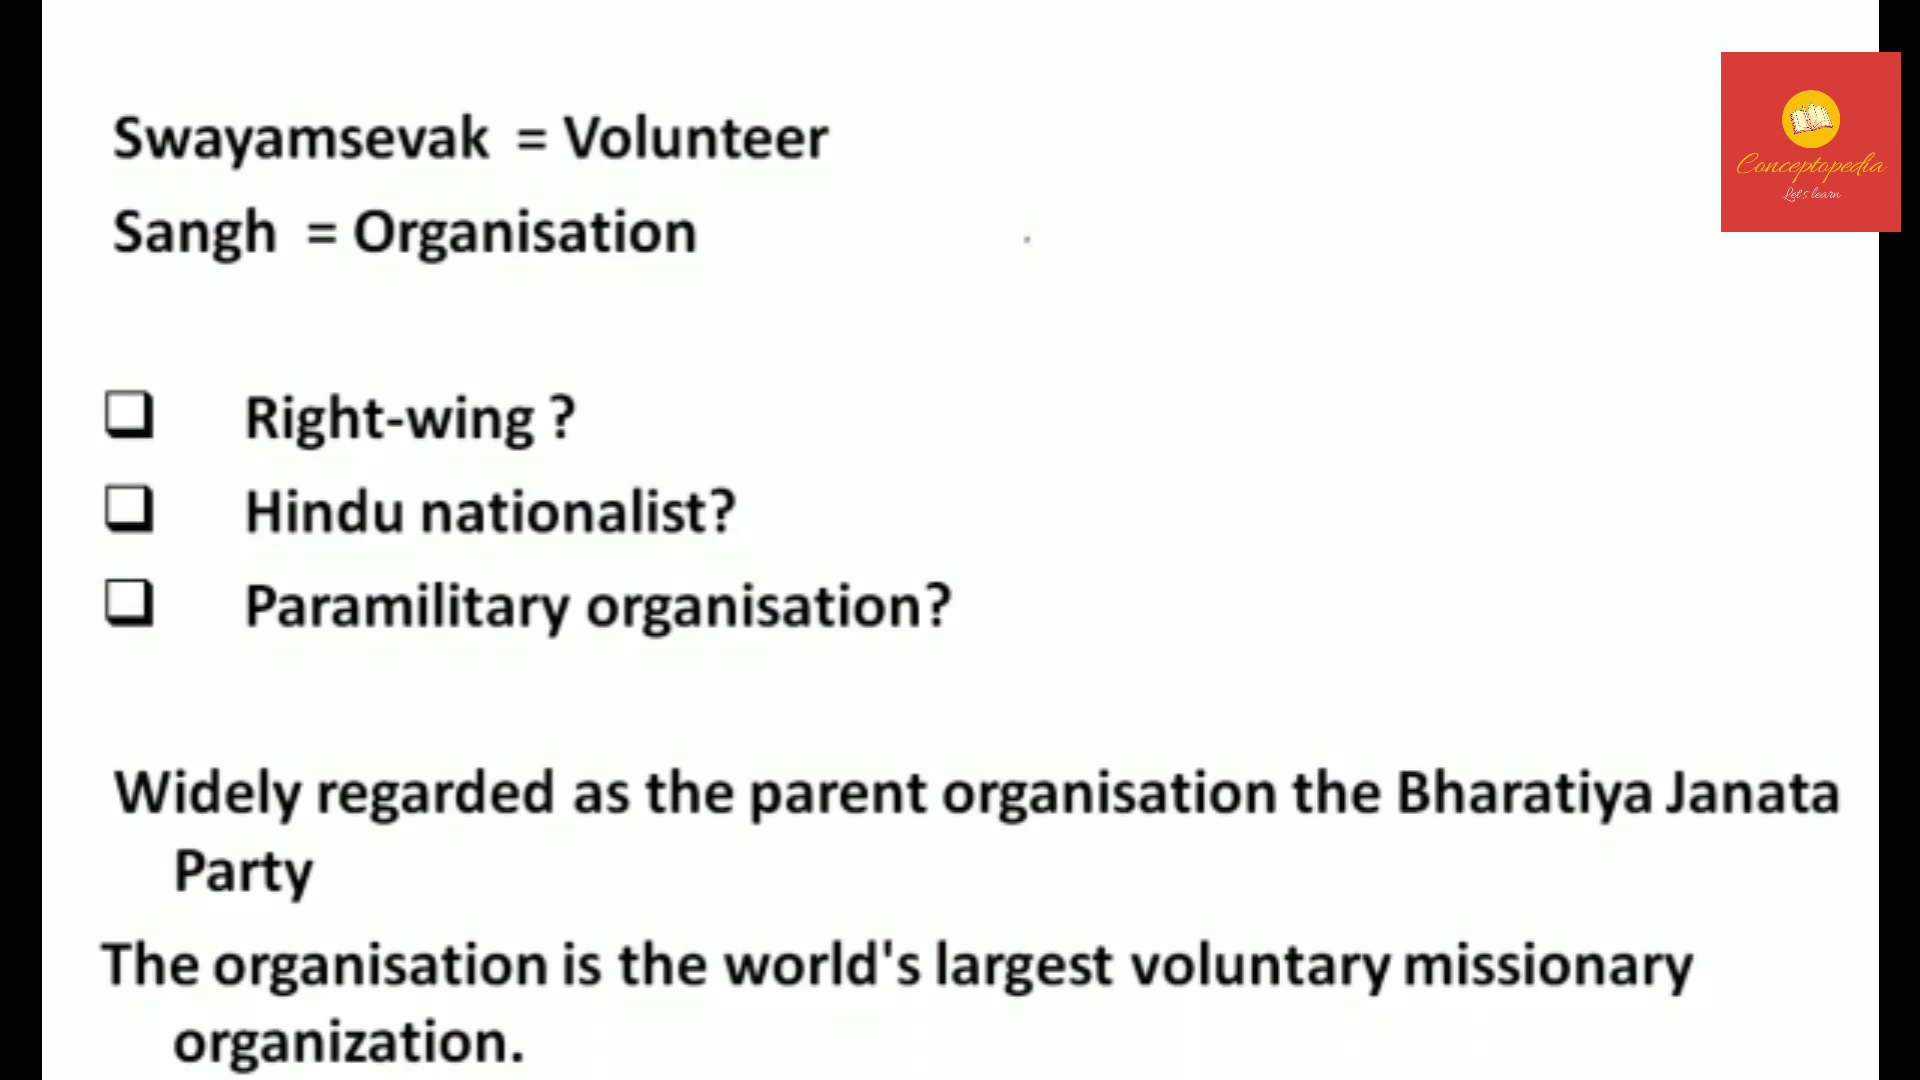 Swayamsevak = Volunteer
Sangh = Organisation
Conceptopedia
Let's learn
Right-wing ?
Hindu nationalist?
Paramilitary organisation?
Widely regarded as the parent organisation the Bharatiya Janata
Party
The organisation is the world's largest voluntary missionary
organization.